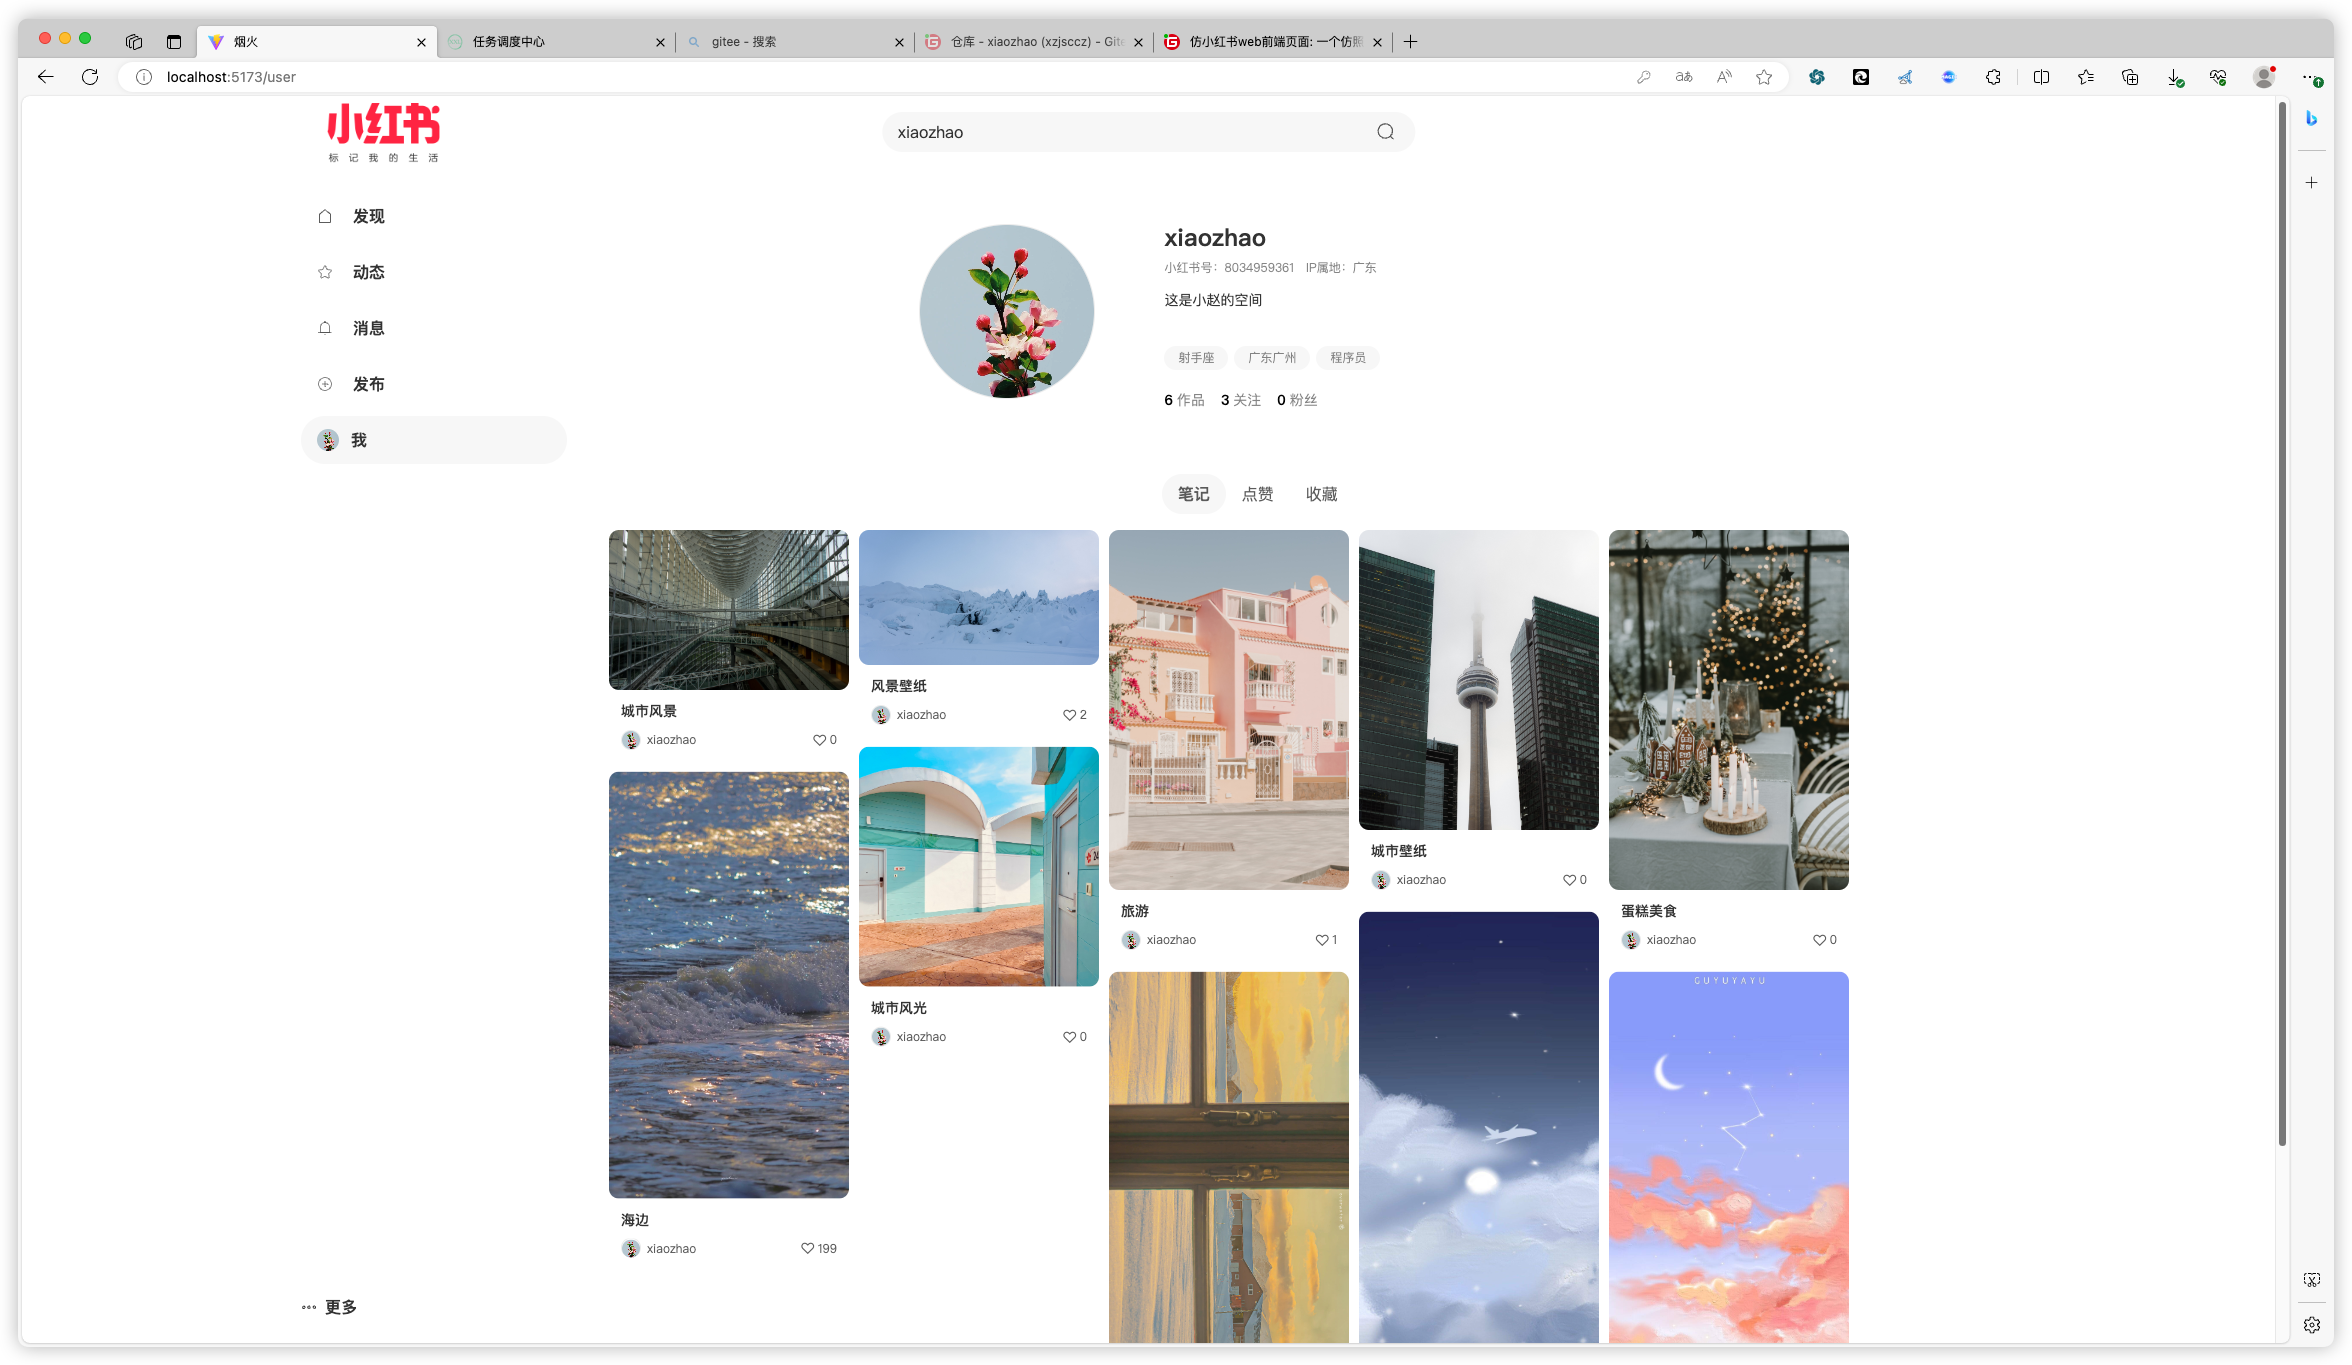 烟火
任务调度中心
gitee - 搜索
仓库 - xiaozhao (xzjsccz) - Gite
仿小红书web前端页面: 一个仿照
localhost:5173/user
小红书
标记我的生活
xiaozhao
发现
动态
消息
发布
我
更多
xiaozhao
小红书号：8034959361 IP属地：广东
这是小赵的空间
射手座 广东广州 程序员
6 作品 3 关注 0 粉丝
笔记 点赞 收藏
城市风景
xiaozhao 0
海边
xiaozhao 199
风景壁纸
xiaozhao 2
24
城市风光
xiaozhao 0
旅游
xiaozhao 1
城市壁纸
xiaozhao 0
蛋糕美食
xiaozhao 0
GUYUYAYU